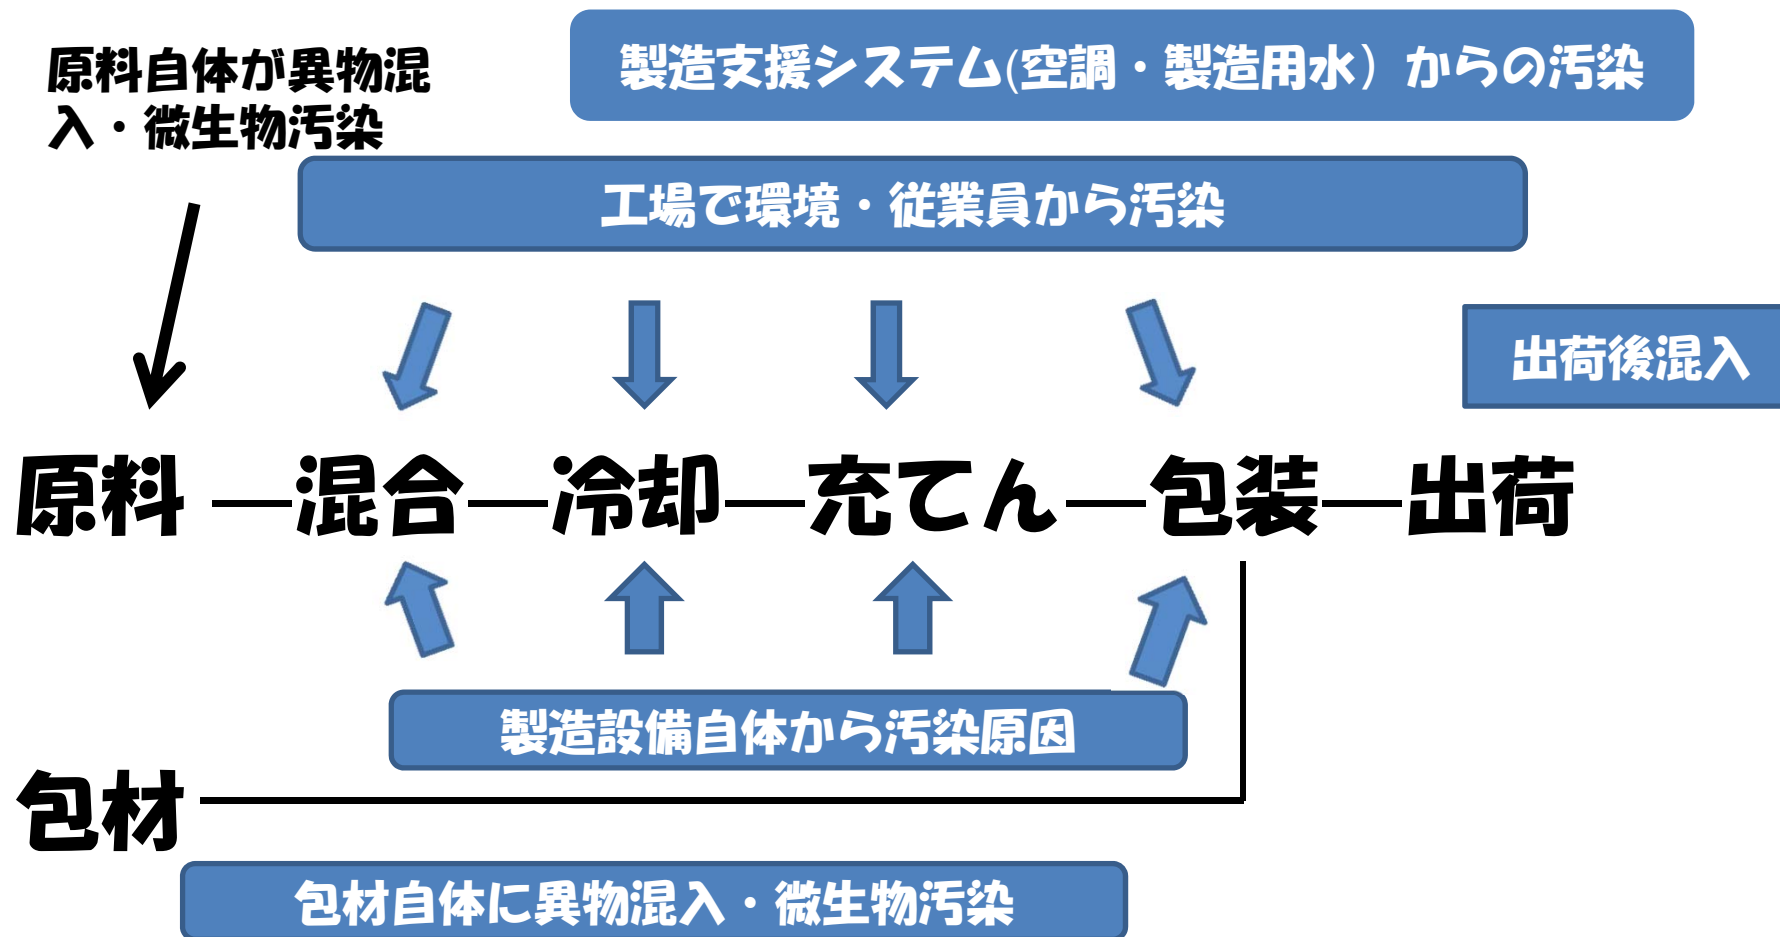 原料自体が異物混
入・微生物汚染
製造支援システム(空調・製造用水）からの汚染
工場で環境・従業員から汚染
出荷後混入
原料 混合 冷却 充てん 包装 出荷
製造設備自体から汚染原因
包材
包材自体に異物混入・微生物汚染